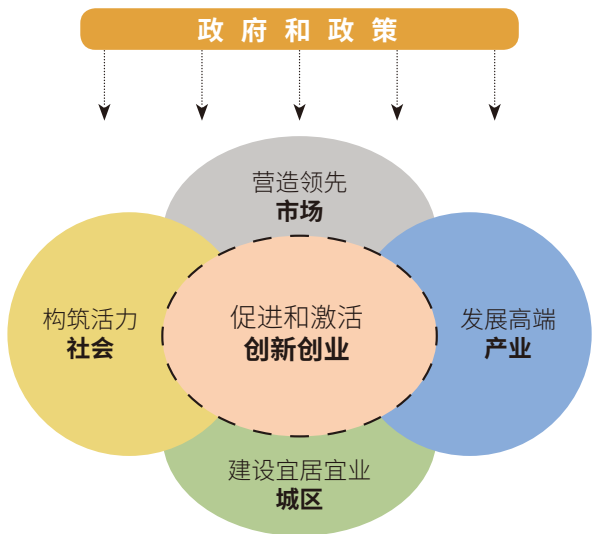 政府和政策
营造领先
市场
构筑活力
社会
促进和激活
创新创业
发展高端
产业
建设宜居宜业
城区